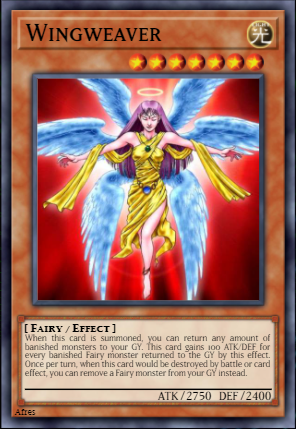 Wingweaver
LIGHT
光
[ Fairy / Effect ]
When this card is summoned, you can return any amount of
banished monsters to your GY. This card gains 100 ATK/DEF for
every banished Fairy monster returned to the GY by this effect.
Once per turn, when this card would be destroyed by battle or card
effect, you can remove a Fairy monster from your GY instead.
ATK/2750 DEF/2400
Afres